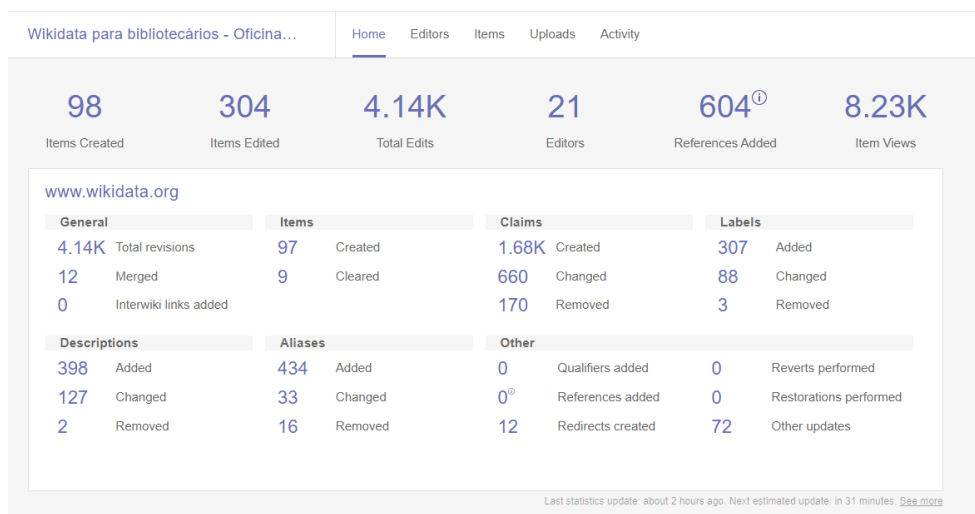 Wikidata para bibliotecários - Oficina… Home Editors Items Uploads Activity
98 304 4.14K 21 604 8.23K
Items Created Items Edited Total Edits Editors References Added Item Views
www.wikidata.org
General Items Claims Labels
4.14K Total revisions 97 Created 1.68K Created 307 Added
12 Merged 9 Cleared 660 Changed 88 Changed
0 Interwiki links added 170 Removed 3 Removed
Descriptions Aliases Other
398 Added 434 Added 0 Qualifiers added 0 Reverts performed
127 Changed 33 Changed 0 References added 0 Restorations performed
2 Removed 16 Removed 12 Redirects created 72 Other updates
Last statistics update: about 2 hours ago. Next estimated update: in 31 minutes. See more